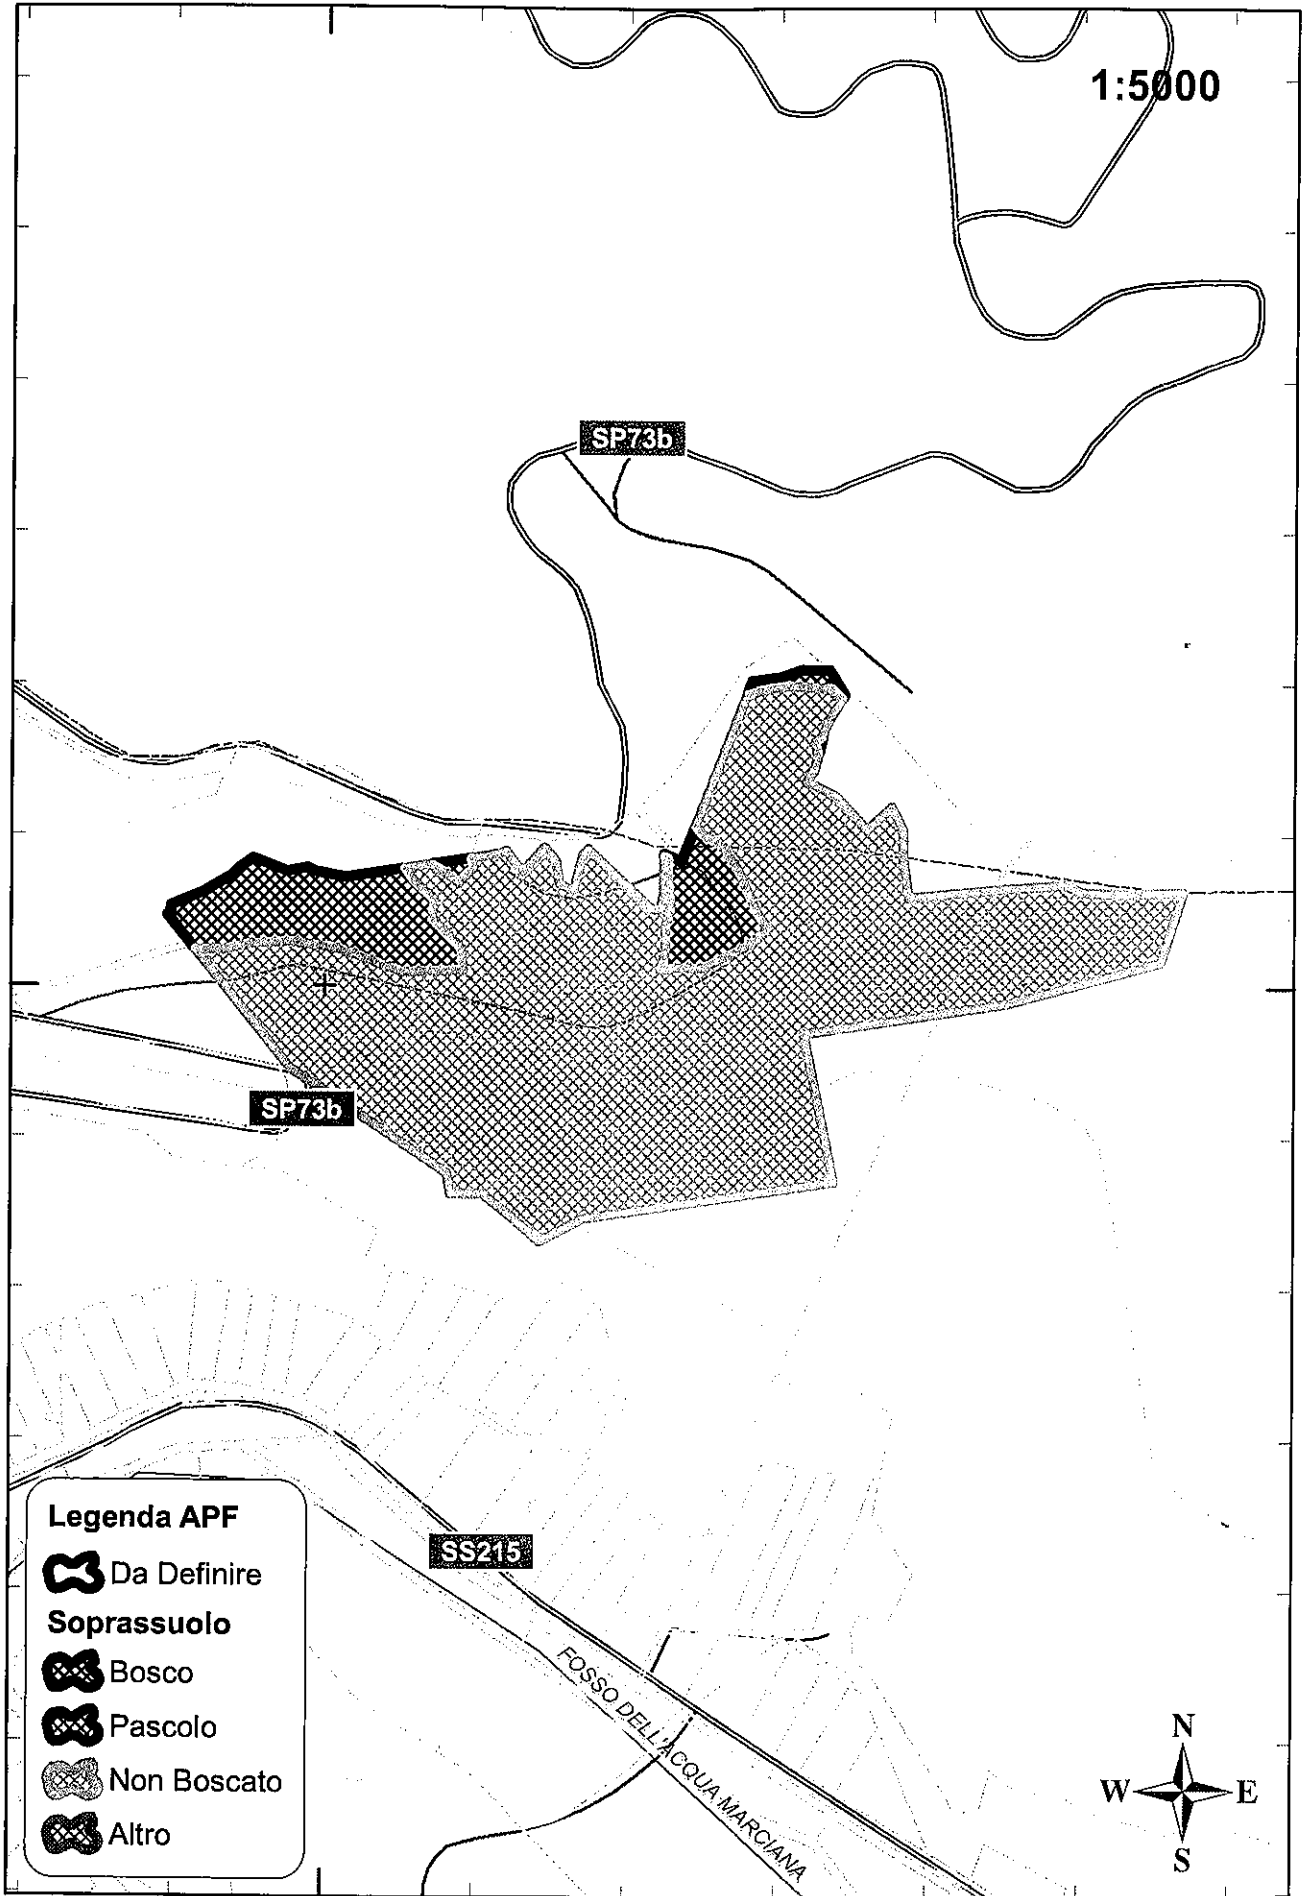 1:5000
SP73b
SP73b
SS215
FOSSO DELL'ACQUA MARCIANA
Legenda APF
Da Definire
Soprassuolo
Bosco
Pascolo
Non Boscato
Altro
N
W E
S